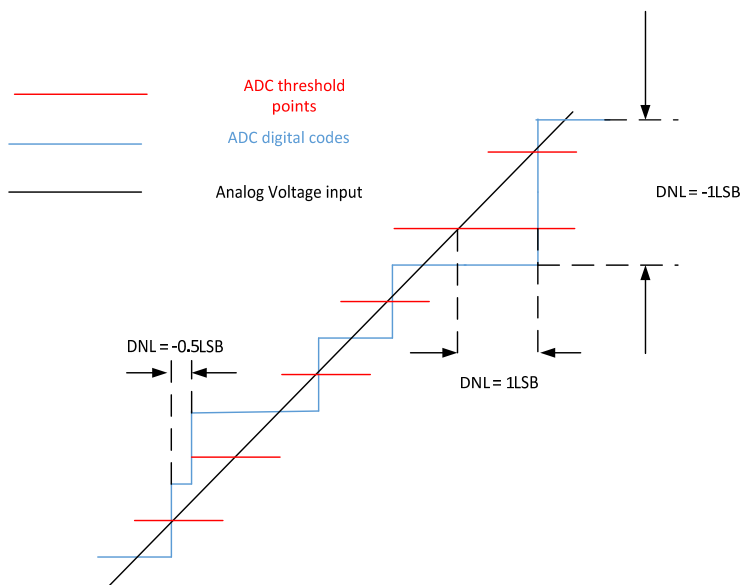 ADC threshold
points
ADC digital codes
Analog Voltage input
DNL = -1LSB
DNL = -0.5LSB
DNL = 1LSB